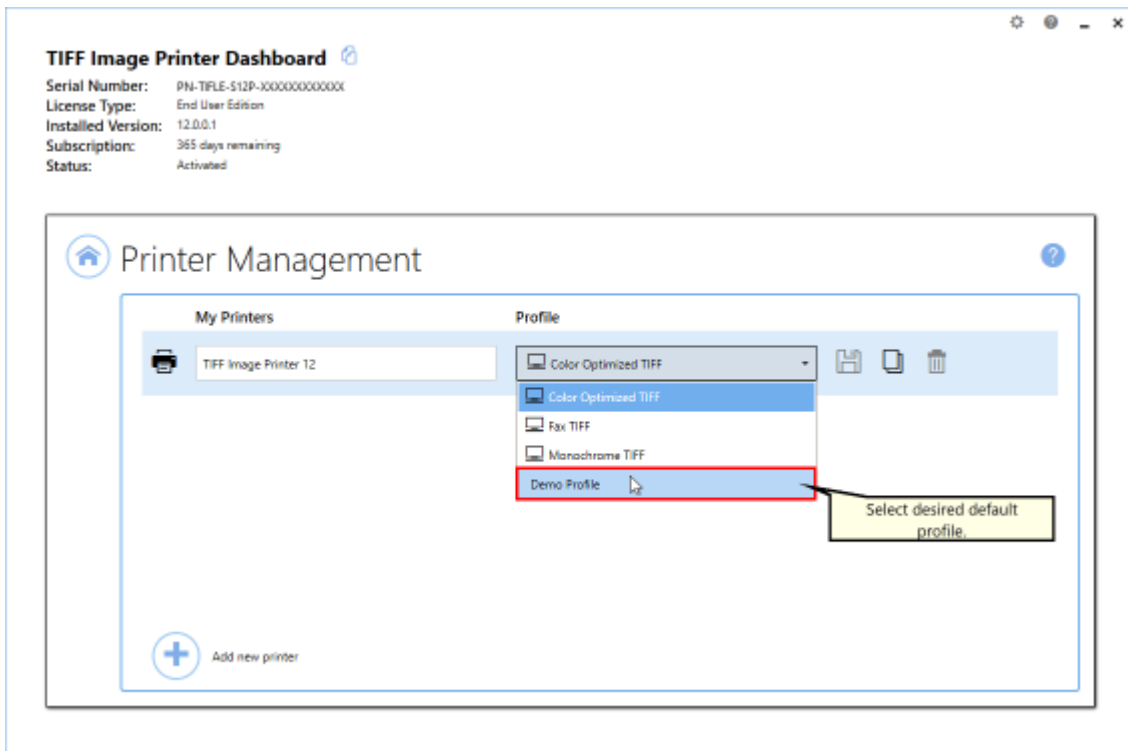 TIFF Image Printer Dashboard
Serial Number: PN-TIFLE-S12P-XXXXXXXXXXXX
License Type: End User Edition
Installed Version: 12.0.0.1
Subscription: 365 days remaining
Status: Activated
Printer Management
?
My Printers Profile
TIFF Image Printer 12 Color Optimized TIFF
Color Optimized TIFF
Fax TIFF
Monochrome TIFF
Demo Profile
Select desired default
profile.
Add new printer